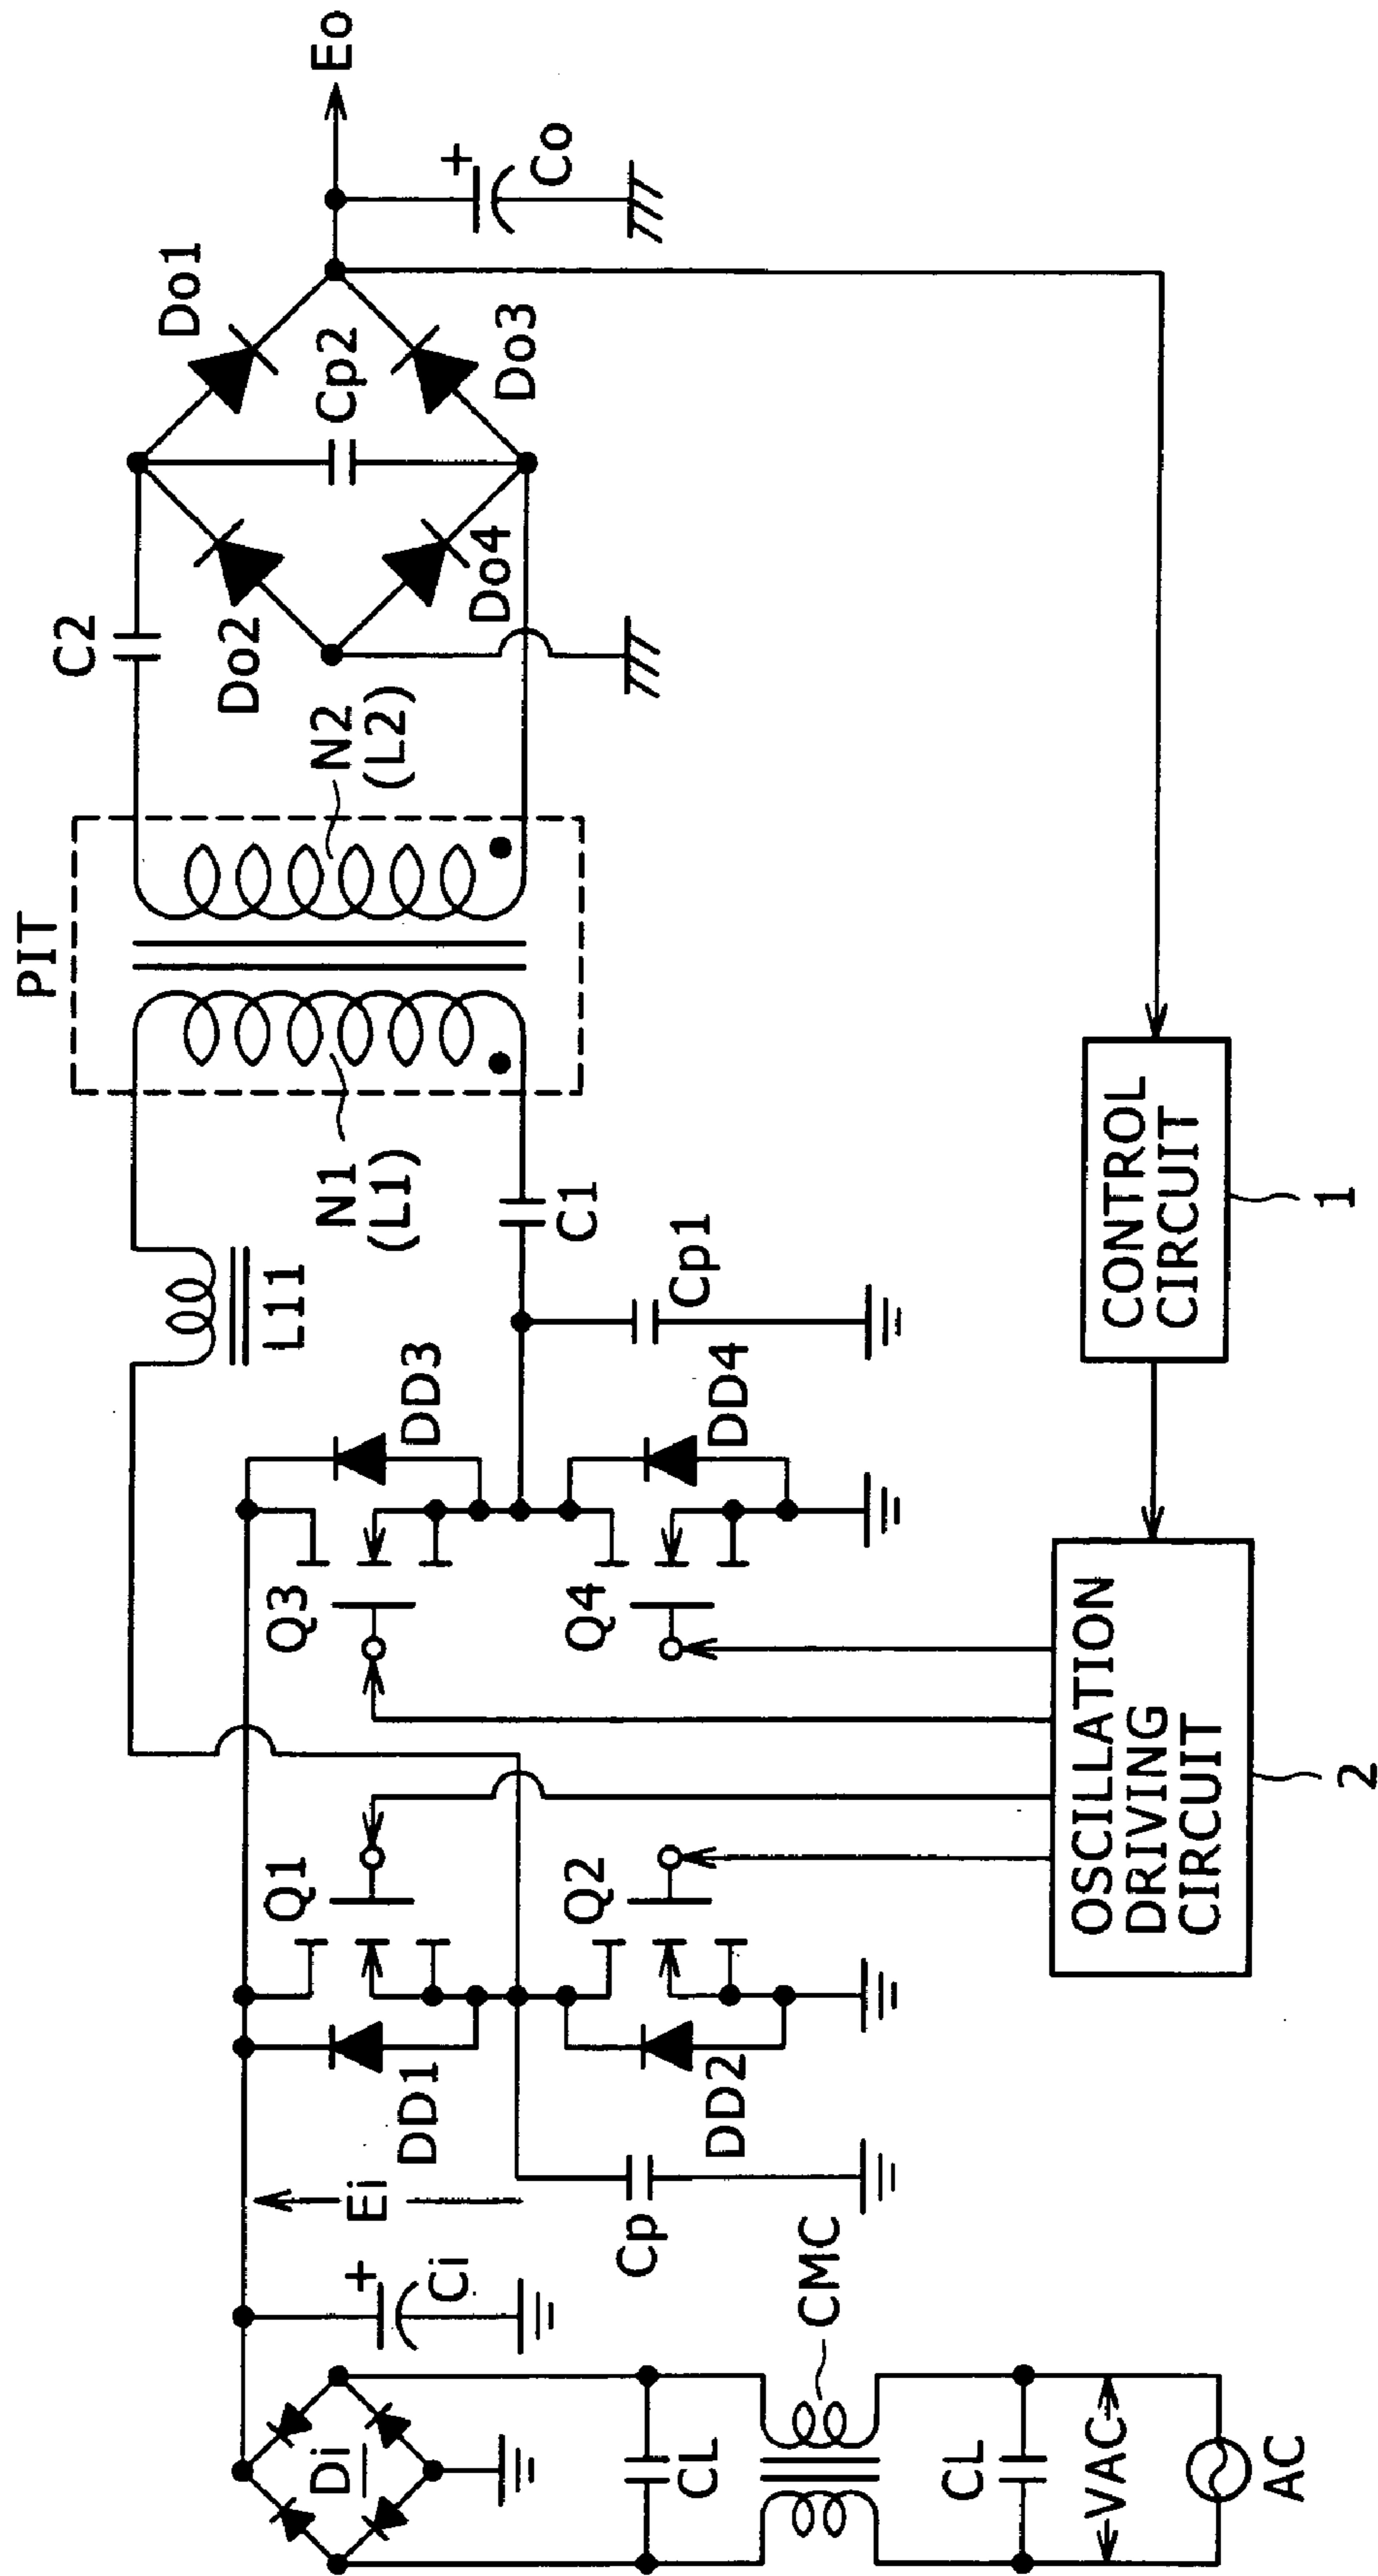 PIT
C2
Do1
Eo
+
Co
Cp2
Do3
Do2
Do4
N2
(L2)
N1
(L1)
L11
C1
Cp1
DD3
DD4
Q3
Q4
Q1
Q2
DD1
DD2
Ei
Cp
+
Ci
Di
CMC
CL
CL
VAC
AC
CONTROL
CIRCUIT
1
OSCILLATION
DRIVING
CIRCUIT
2